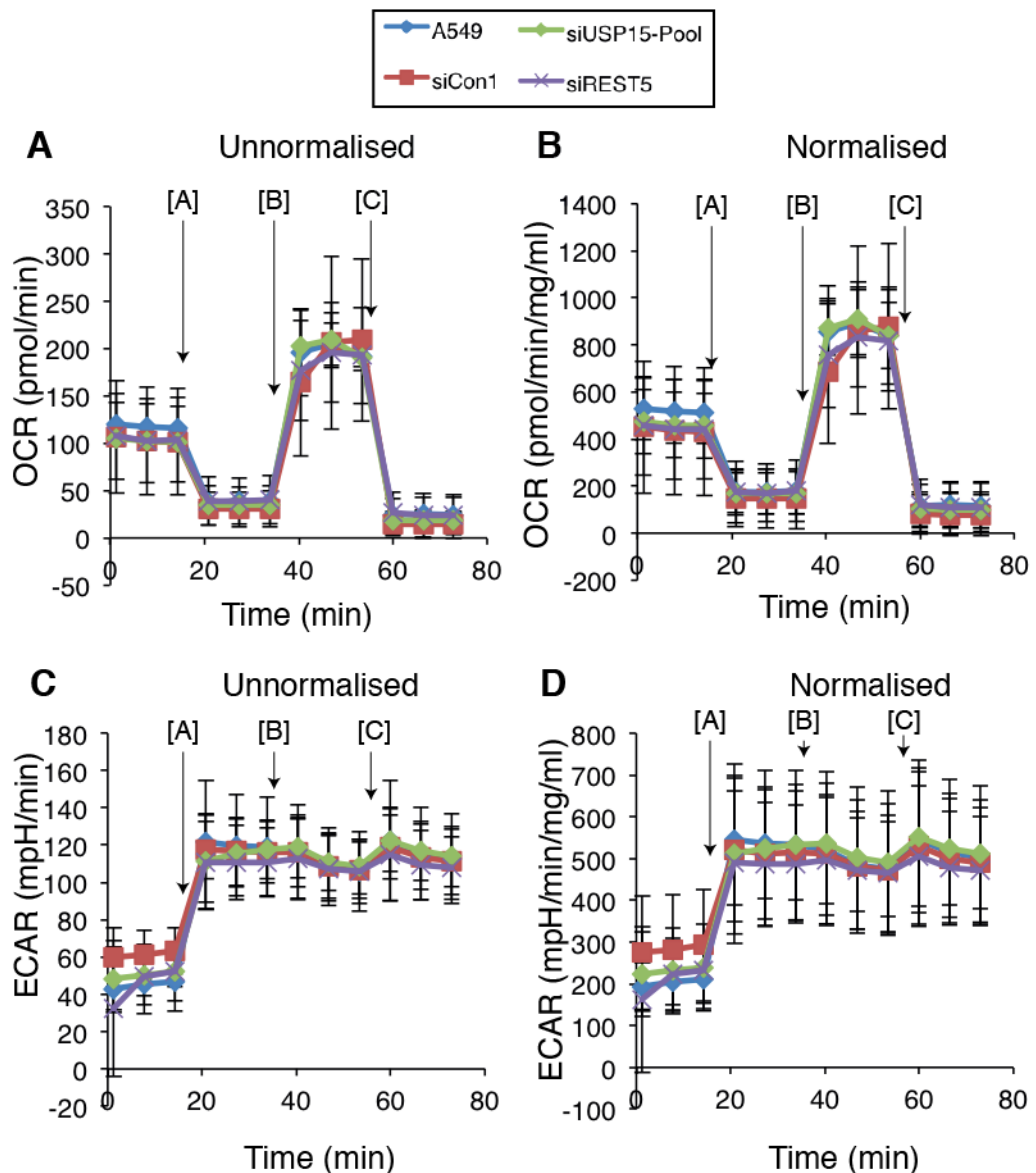 A549 siUSP15-Pool
siCon1 siREST5
A Unnormalised
[A] [B] [C]
OCR (pmol/min)
350
300
250
200
150
100
50
0
-50
0 20 40 60 80
Time (min)
B Normalised
[A] [B] [C]
OCR (pmol/min/mg/ml)
1400
1200
1000
800
600
400
200
0
-200
0 20 40 60 80
Time (min)
C Unnormalised
[A] [B] [C]
ECAR (mpH/min)
180
160
140
120
100
80
60
40
20
0
-20
0 20 40 60 80
Time (min)
D Normalised
[A] [B] [C]
ECAR (mpH/min/mg/ml)
800
700
600
500
400
300
200
100
0
-100
0 20 40 60 80
Time (min)